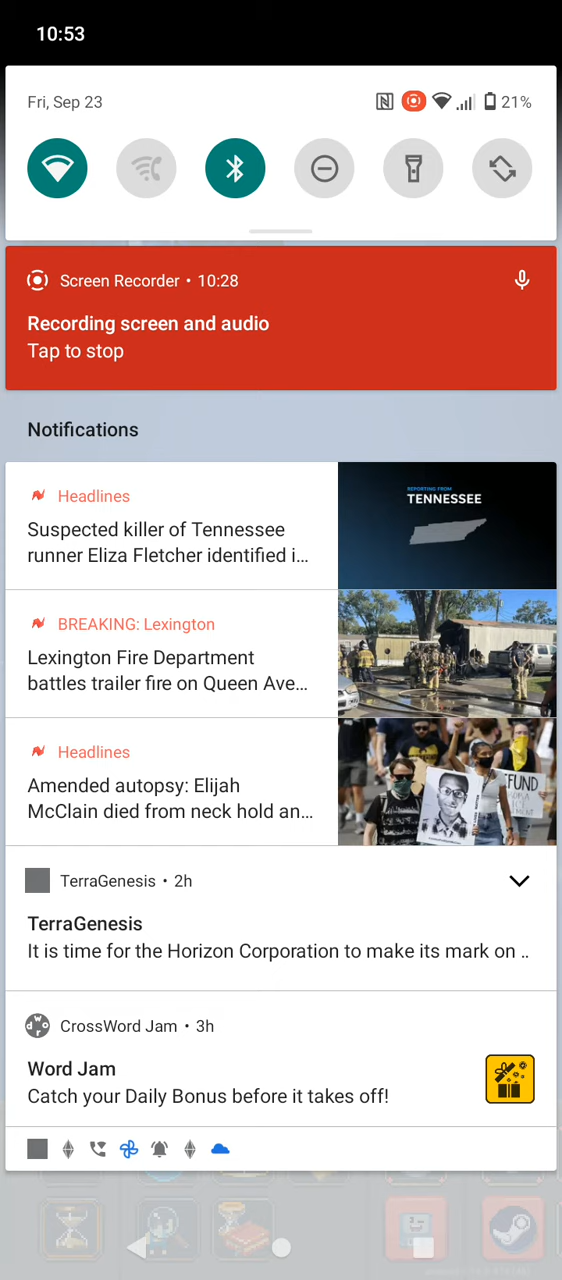 10:53
Fri, Sep 23
21%
Screen Recorder • 10:28
Recording screen and audio
Tap to stop
Notifications
Headlines
Suspected killer of Tennessee
runner Eliza Fletcher identified i…
REPORTING FROM
TENNESSEE
BREAKING: Lexington
Lexington Fire Department
battles trailer fire on Queen Ave…
Headlines
Amended autopsy: Elijah
McClain died from neck hold an…
TerraGenesis • 2h
TerraGenesis
It is time for the Horizon Corporation to make its mark on ..
CrossWord Jam • 3h
Word Jam
Catch your Daily Bonus before it takes off!